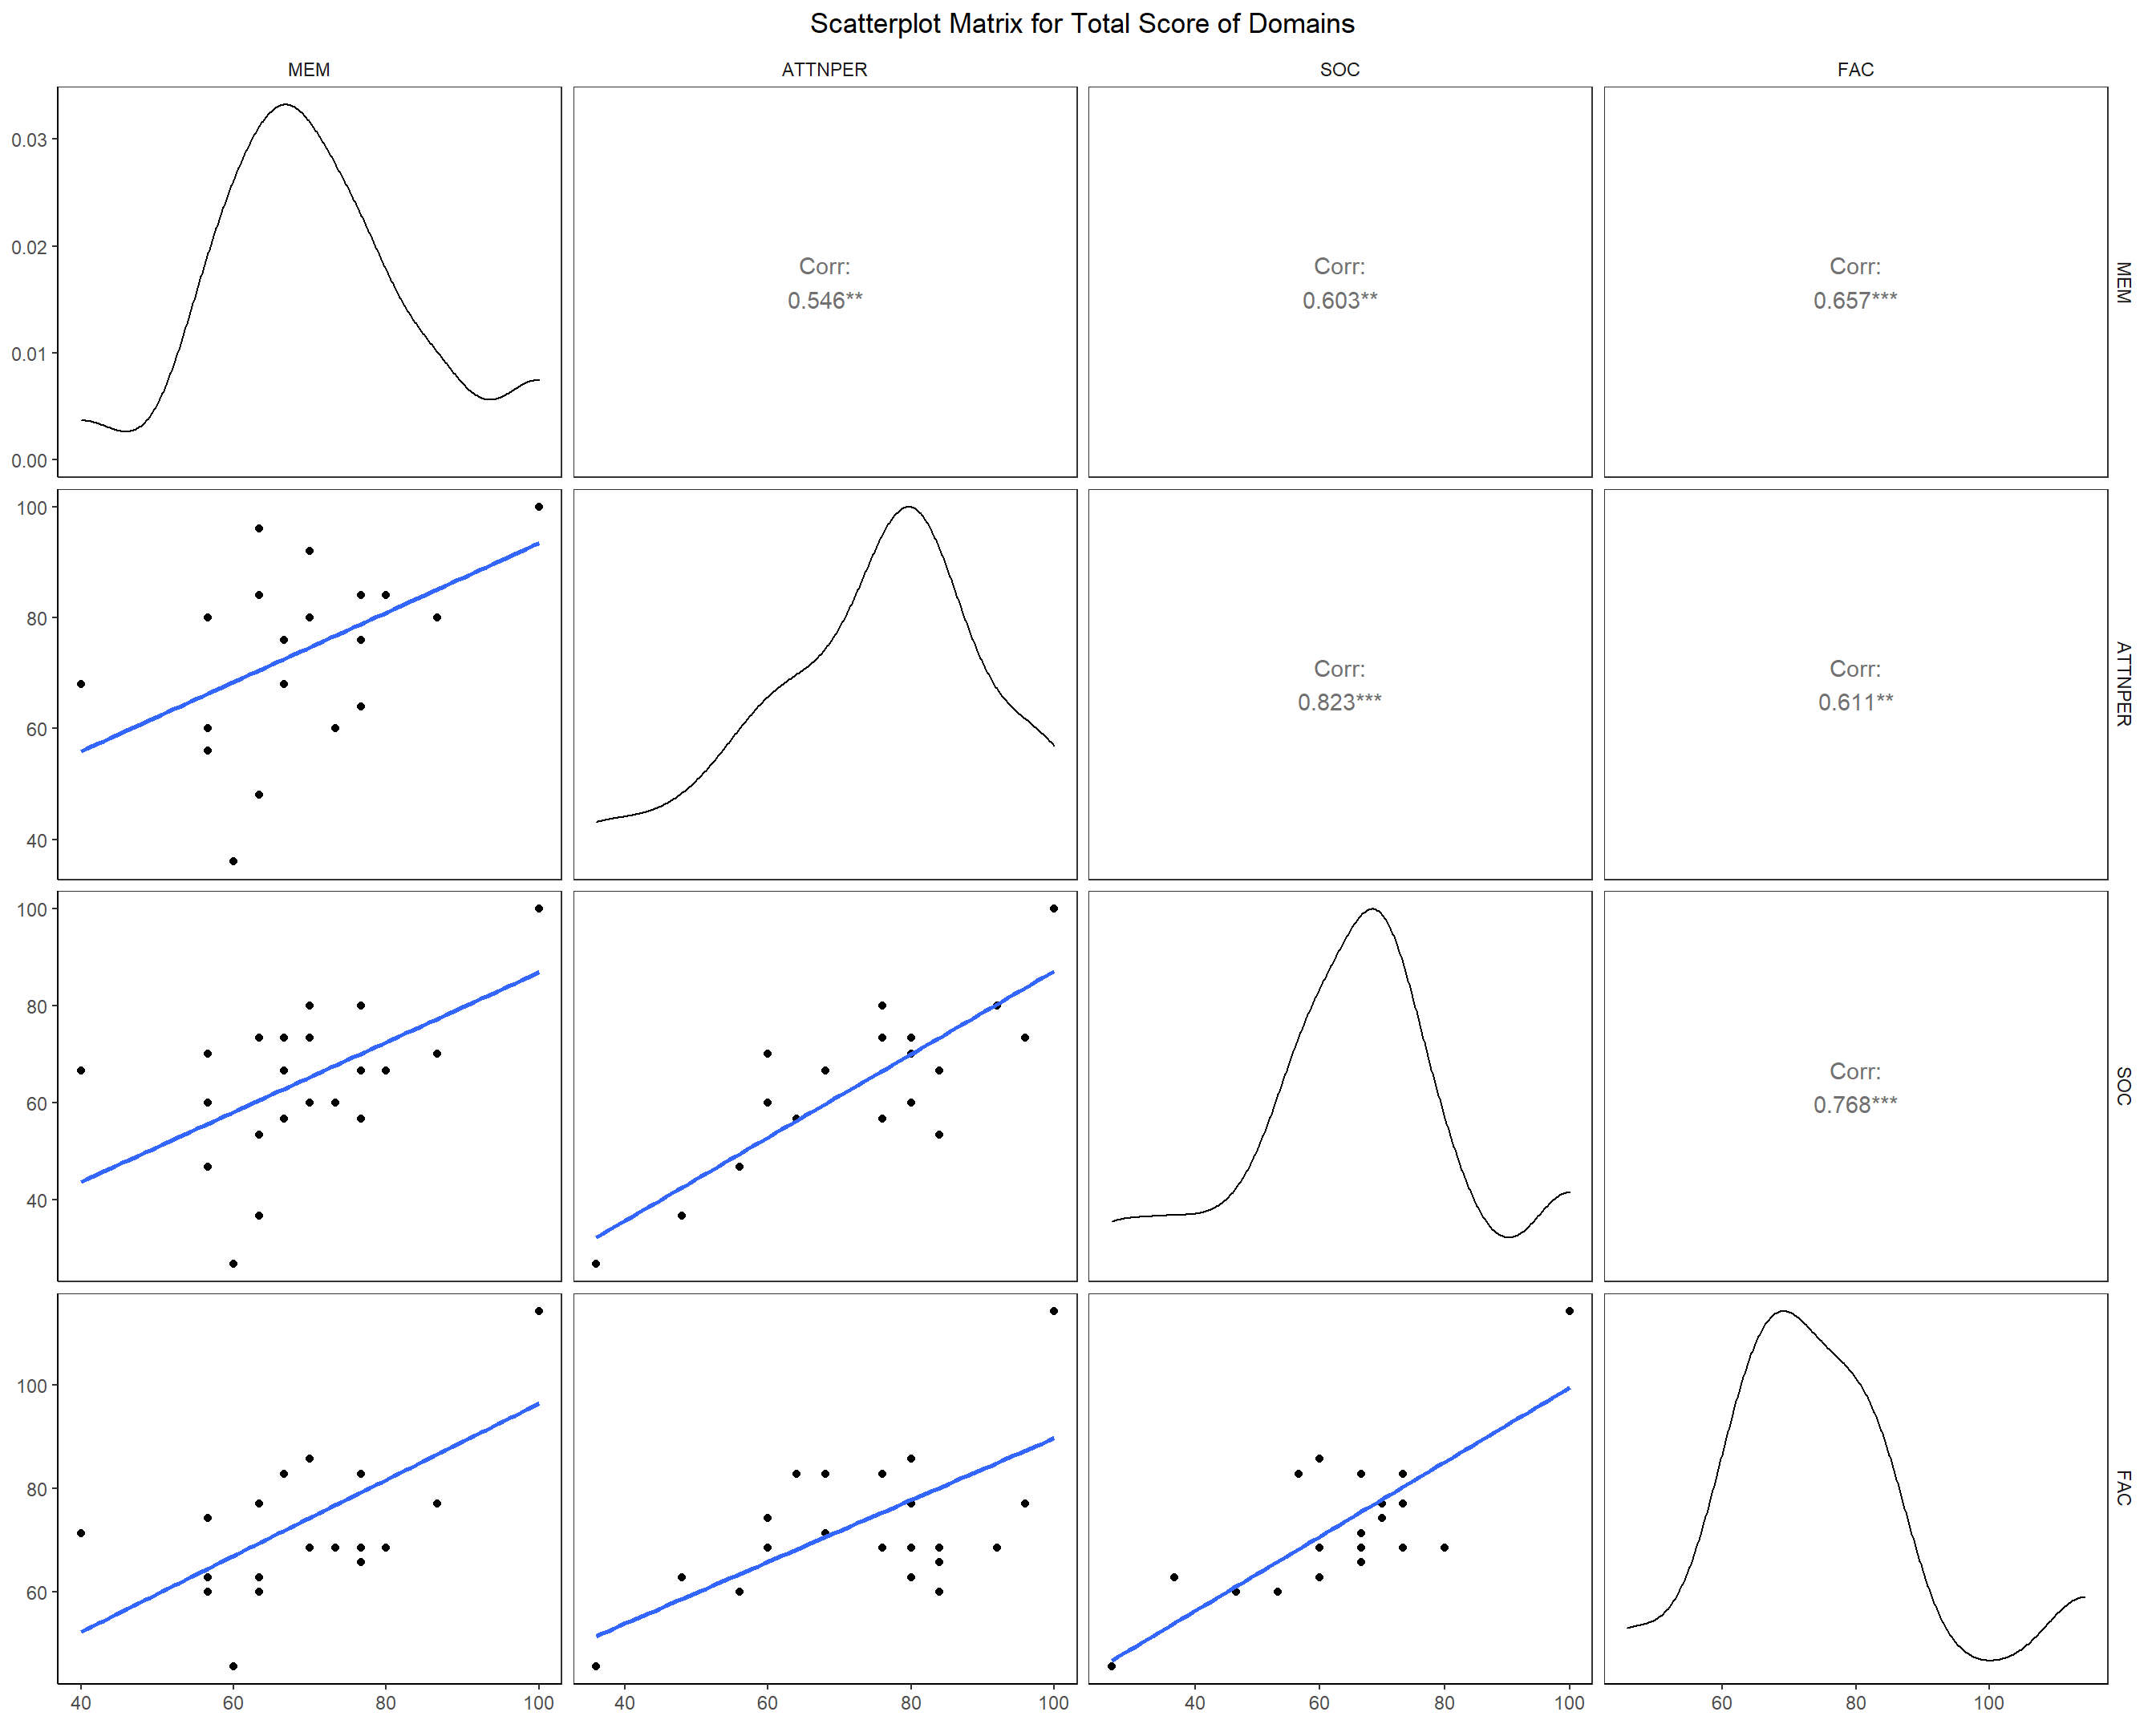 Scatterplot Matrix for Total Score of Domains
MEM
ATTNPER
SOC
FAC
0.03
0.02
0.01
0.00
Corr:
0.546**
Corr:
0.603**
Corr:
0.657***
MEM
100
80
60
40
Corr:
0.823***
Corr:
0.611**
ATTNPER
100
80
60
40
Corr:
0.768***
SOC
100
80
60
FAC
40
60
80
100
40
60
80
100
40
60
80
100
60
80
100